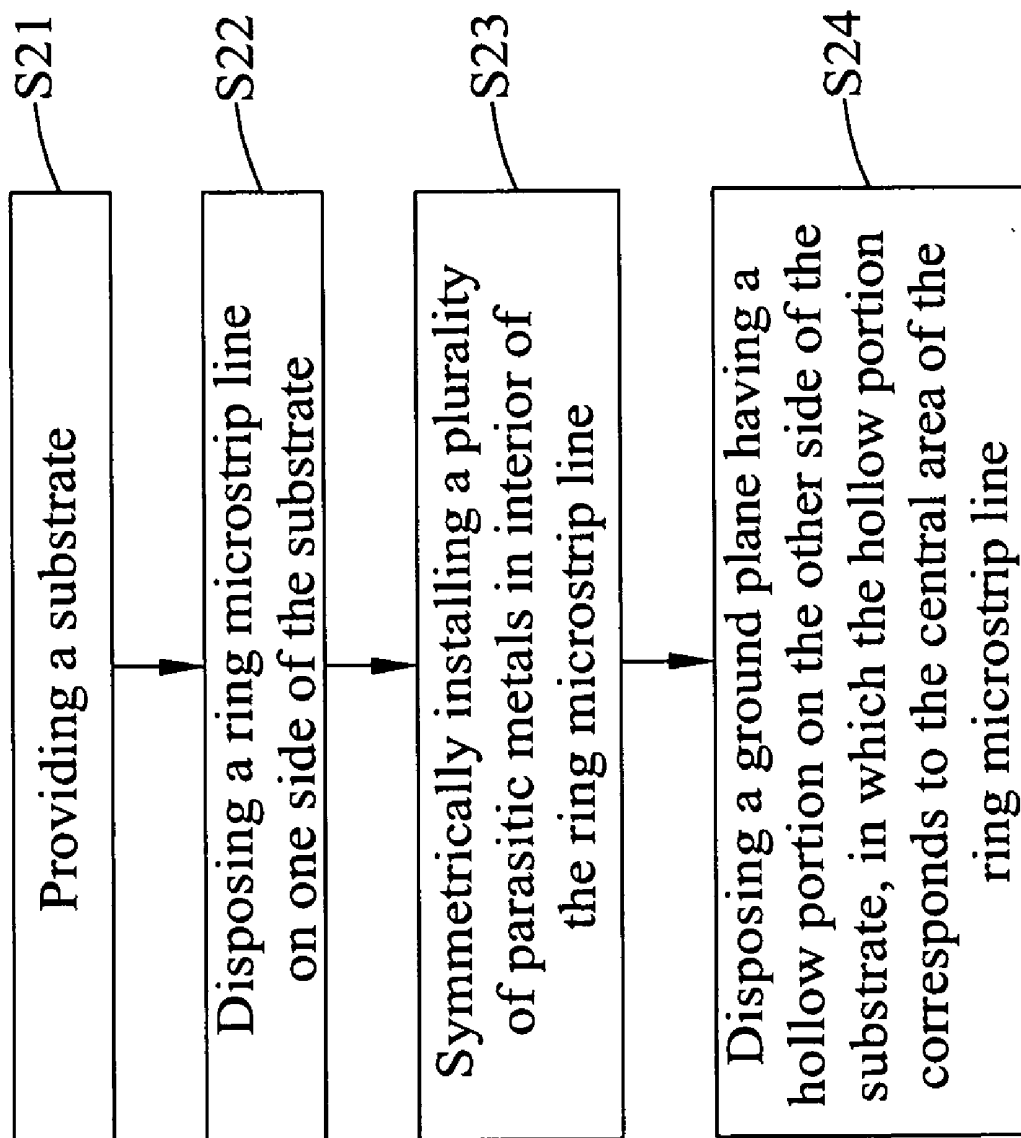 Providing a substrate
S21
Disposing a ring microstrip line
on one side of the substrate
S22
Symmetrically installing a plurality
of parasitic metals in interior of
the ring microstrip line
S23
Disposing a ground plane having a
hollow portion on the other side of the
substrate, in which the hollow portion
corresponds to the central area of the
ring microstrip line
S24